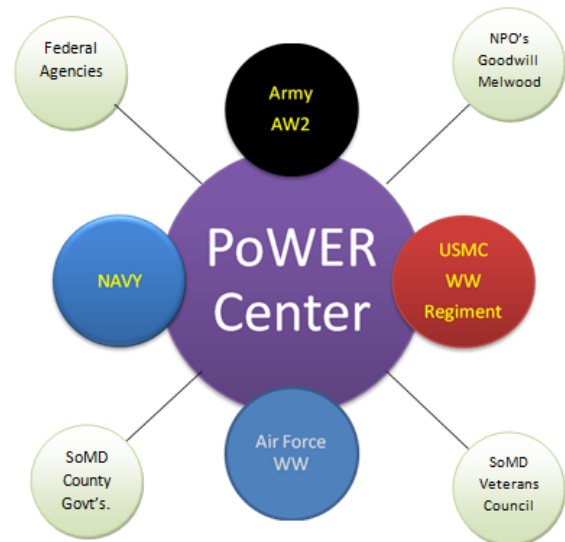 Federal
Agencies
NPO's
Goodwill
Melwood
Army
AW2
PoWER
Center
NAVY
USMC
WW
Regiment
Air Force
WW
SoMD
County
Govt's.
SoMD
Veterans
Council